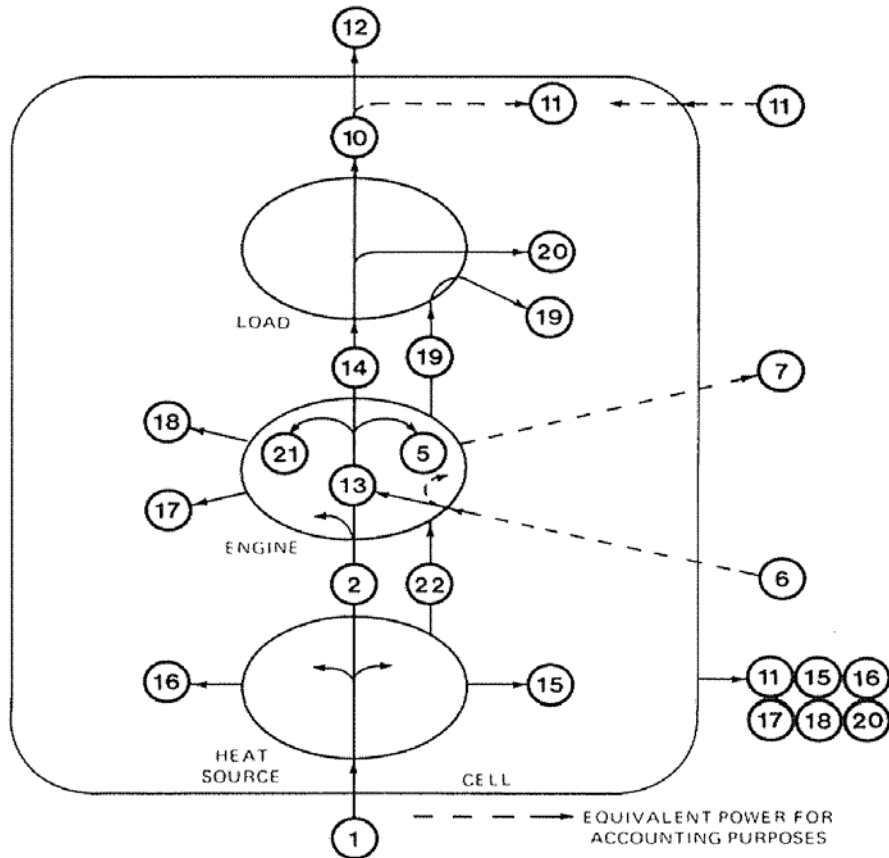 12
11
11
10
20
LOAD
19
14
19
7
18
21
5
13
17
ENGINE
6
2
22
16
15
11 15 16
17 18 20
HEAT
SOURCE
CELL
EQUIVALENT POWER FOR
ACCOUNTING PURPOSES
1